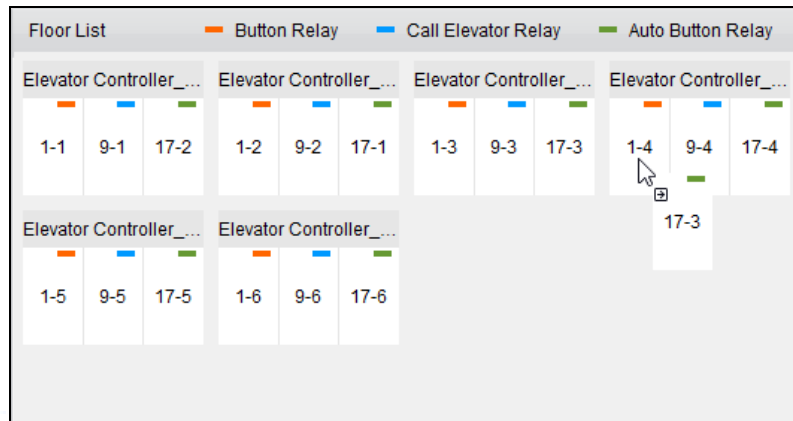 Floor List Button Relay Call Elevator Relay Auto Button Relay
Elevator Controller_... Elevator Controller_... Elevator Controller_... Elevator Controller_...
1-1 9-1 17-2 1-2 9-2 17-1 1-3 9-3 17-3 1-4 9-4 17-4
17-3
Elevator Controller_... Elevator Controller_...
1-5 9-5 17-5 1-6 9-6 17-6